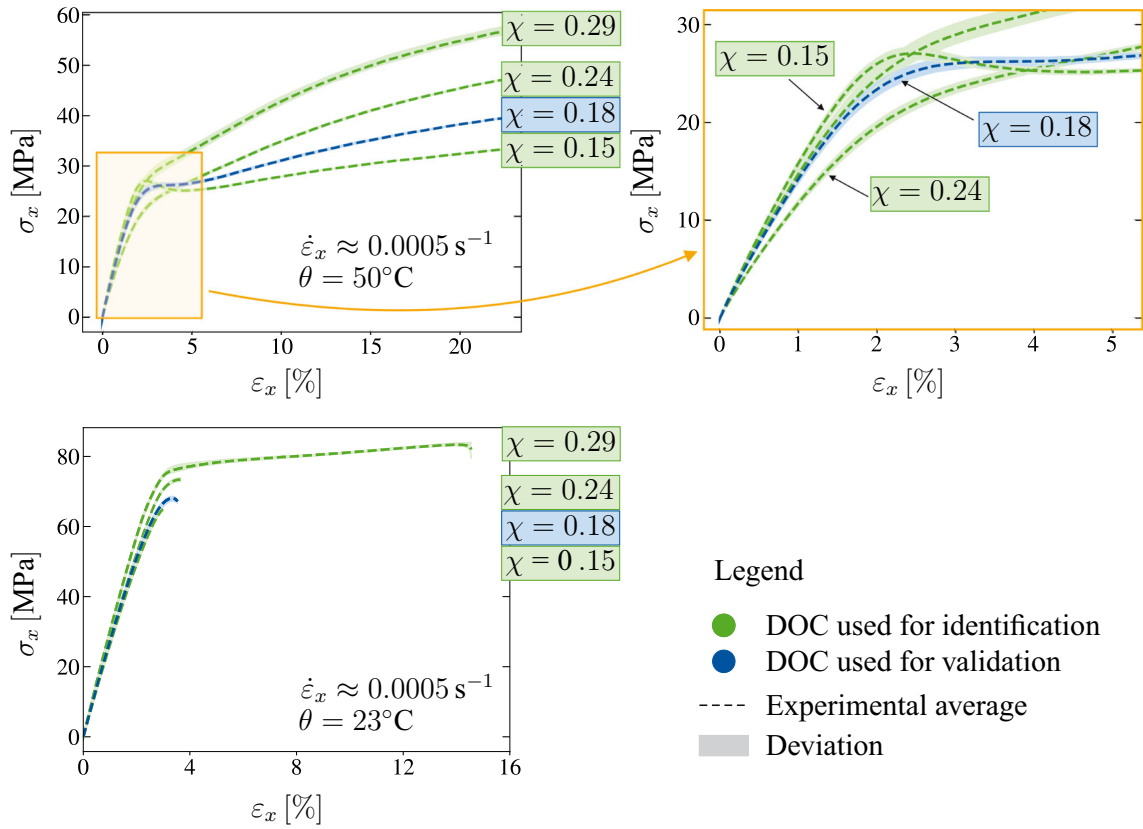 60
50
40
30
20
10
0
0
5
10
15
20
σₓ [MPa]
εₓ [%]
χ = 0.29
χ = 0.24
χ = 0.18
χ = 0.15
ε̇ₓ ≈ 0.0005 s⁻¹
θ = 50°C
30
20
10
0
0
1
2
3
4
5
σₓ [MPa]
εₓ [%]
χ = 0.15
χ = 0.18
χ = 0.24
80
60
40
20
0
0
4
8
12
16
σₓ [MPa]
εₓ [%]
χ = 0.29
χ = 0.24
χ = 0.18
χ = 0 .15
ε̇ₓ ≈ 0.0005 s⁻¹
θ = 23°C
Legend
DOC used for identification
DOC used for validation
Experimental average
Deviation